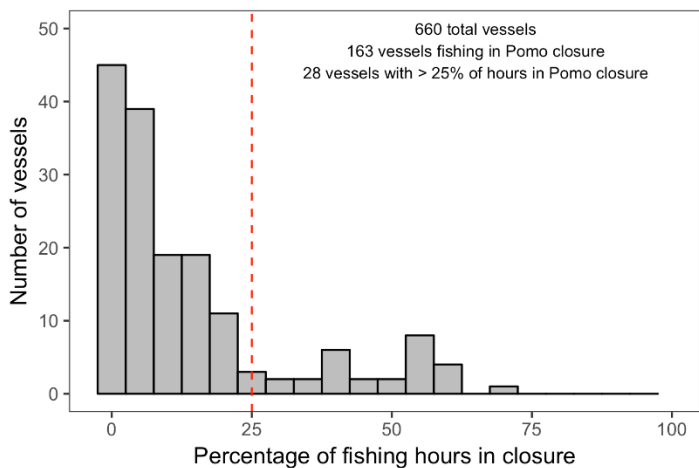 660 total vessels
163 vessels fishing in Pomo closure
28 vessels with > 25% of hours in Pomo closure
Number of vessels
50
40
30
20
10
0
0 25 50 75 100
Percentage of fishing hours in closure